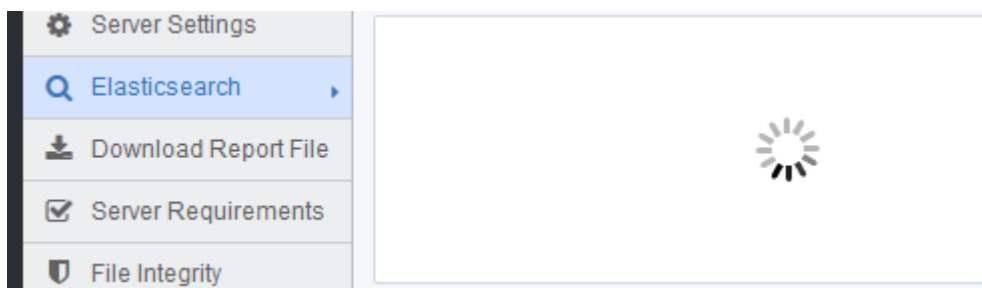 Server Settings
Elasticsearch
Download Report File
Server Requirements
File Integrity